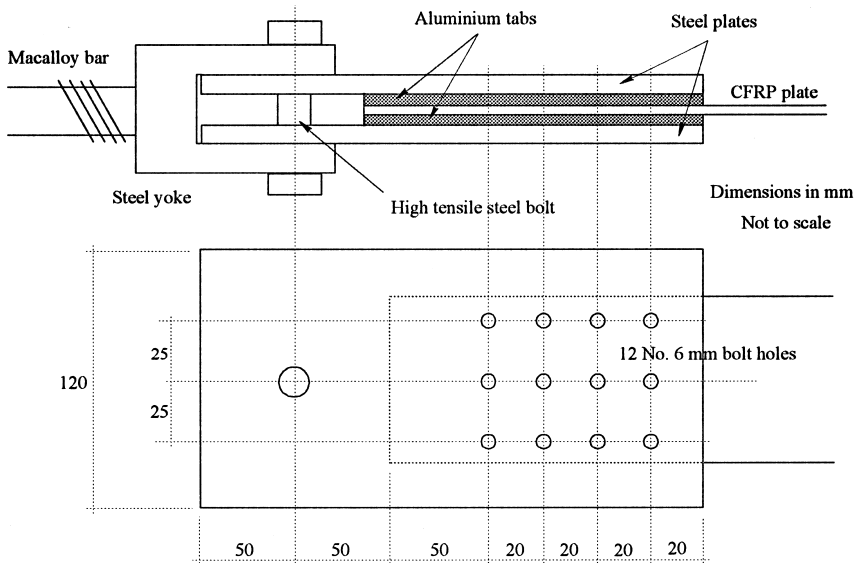 Aluminium tabs
Steel plates
Macalloy bar
CFRP plate
Steel yoke
High tensile steel bolt
Dimensions in mm
Not to scale
25
12 No. 6 mm bolt holes
120
25
50
50
50
20
20
20
20